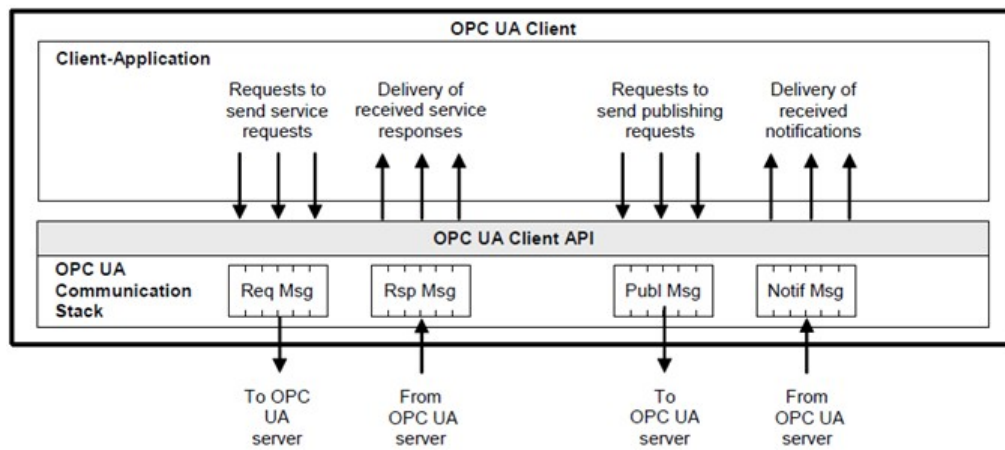 OPC UA Client
Client-Application
Requests to
send service
requests
Delivery of
received service
responses
Requests to
send publishing
requests
Delivery of
received
notifications
OPC UA Client API
OPC UA
Communication
Stack
Req Msg
Rsp Msg
Publ Msg
Notif Msg
To OPC
UA
server
From
OPC UA
server
To
OPC UA
server
From
OPC UA
server